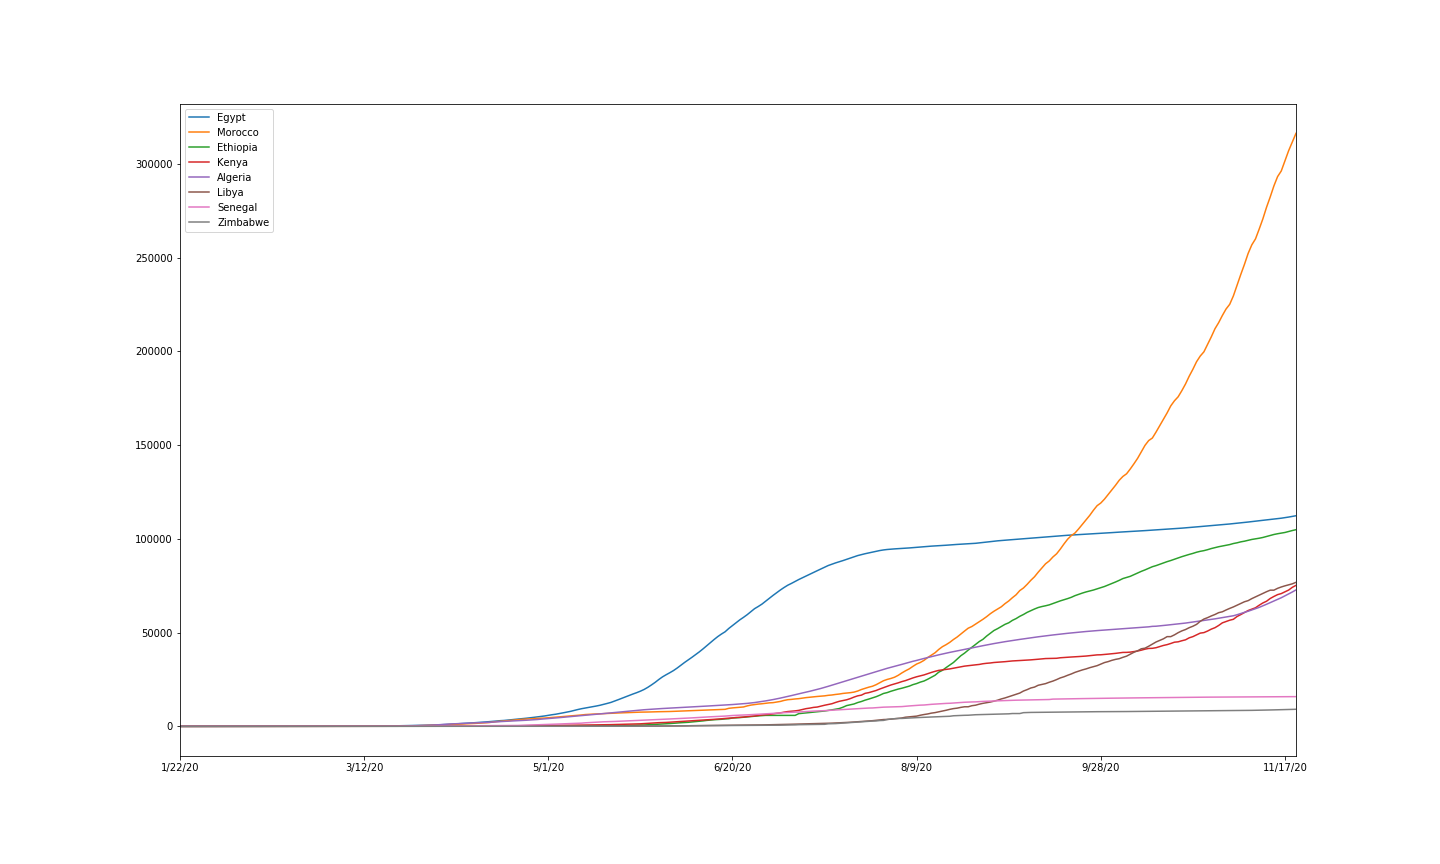 Egypt
Morocco
Ethiopia
Kenya
Algeria
Libya
Senegal
Zimbabwe
300000
250000
200000
150000
100000
50000
0
1/22/20 3/12/20 5/1/20 6/20/20 8/9/20 9/28/20 11/17/20